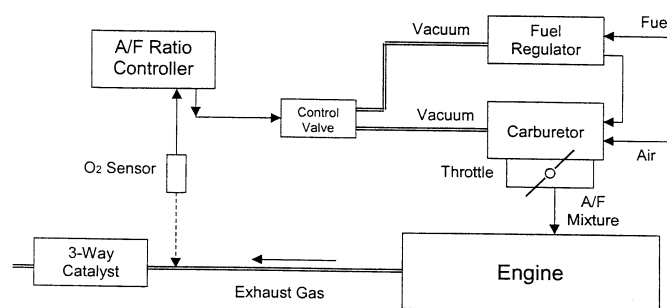 A/F Ratio
Controller
Vacuum
Fuel
Regulator
Control
Valve
Vacuum
Carburetor
Air
O₂ Sensor
Throttle
A/F
Mixture
3-Way
Catalyst
Exhaust Gas
Engine